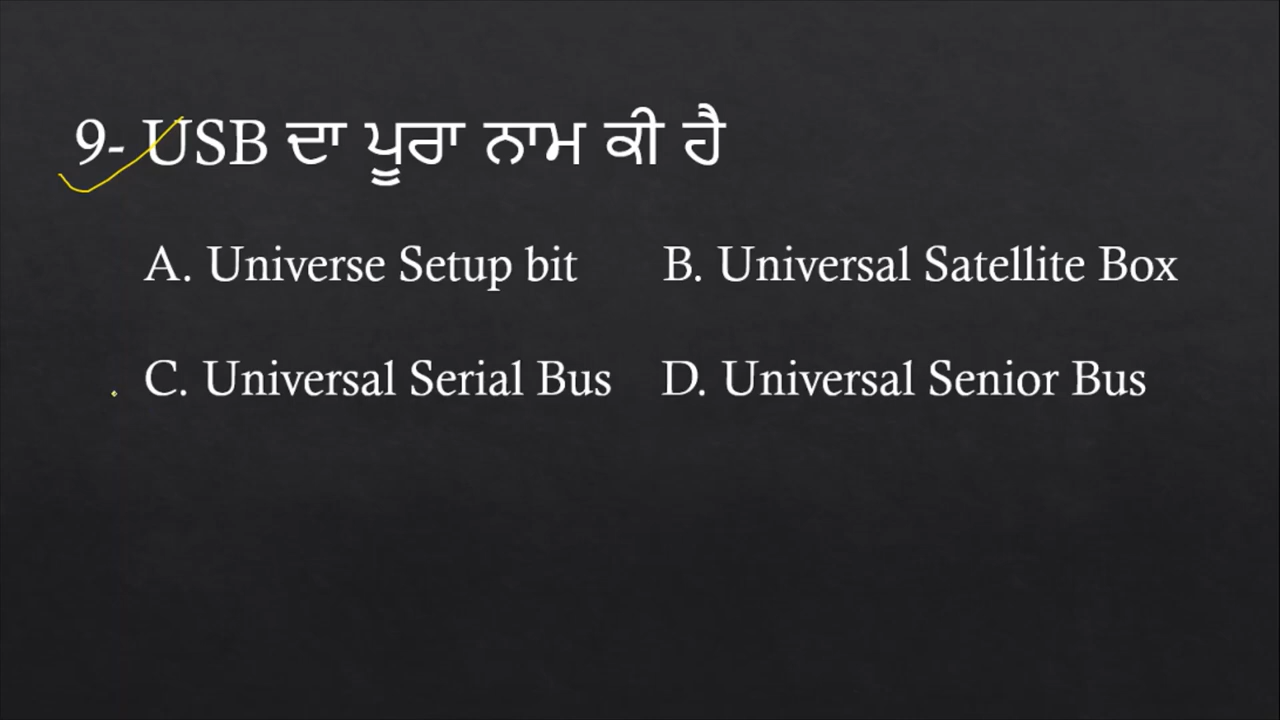 9- USB ਦਾ ਪੂਰਾ ਨਾਮ ਕੀ ਹੈ
A. Universe Setup bit B. Universal Satellite Box
C. Universal Serial Bus D. Universal Senior Bus